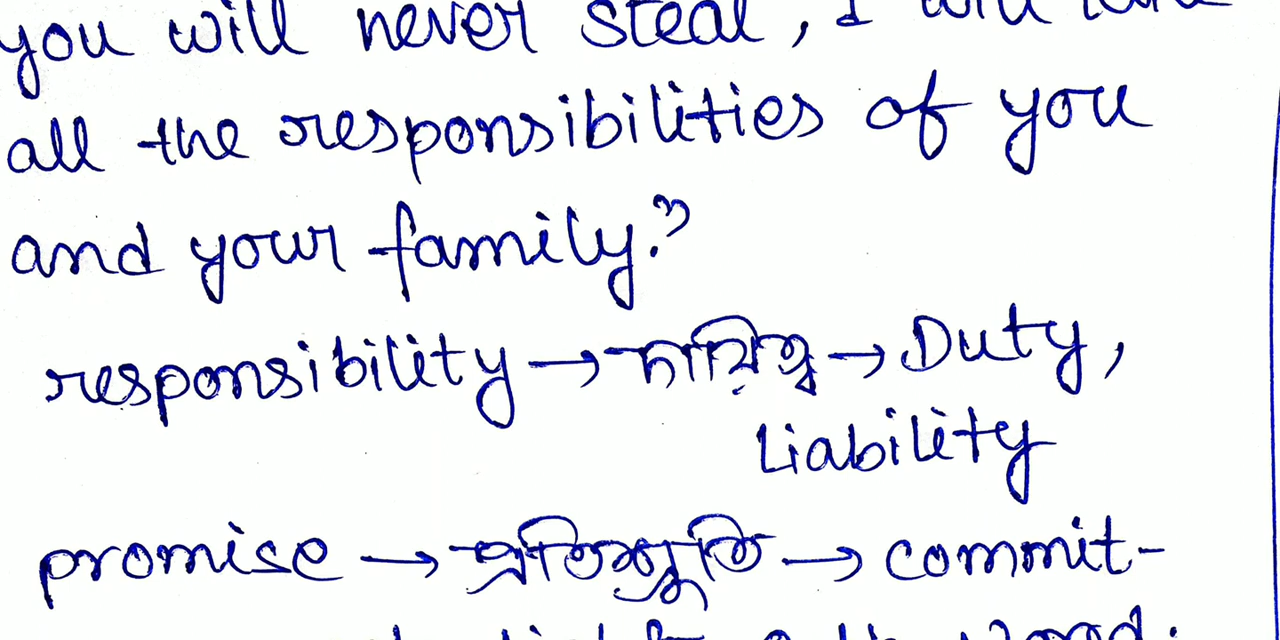 you will never steal, I will
all the responsibilities of you
and your family."
responsibility → দায়িত্ব → Duty,
Liability
promise → প্রতিশ্রুতি → commit-
word.